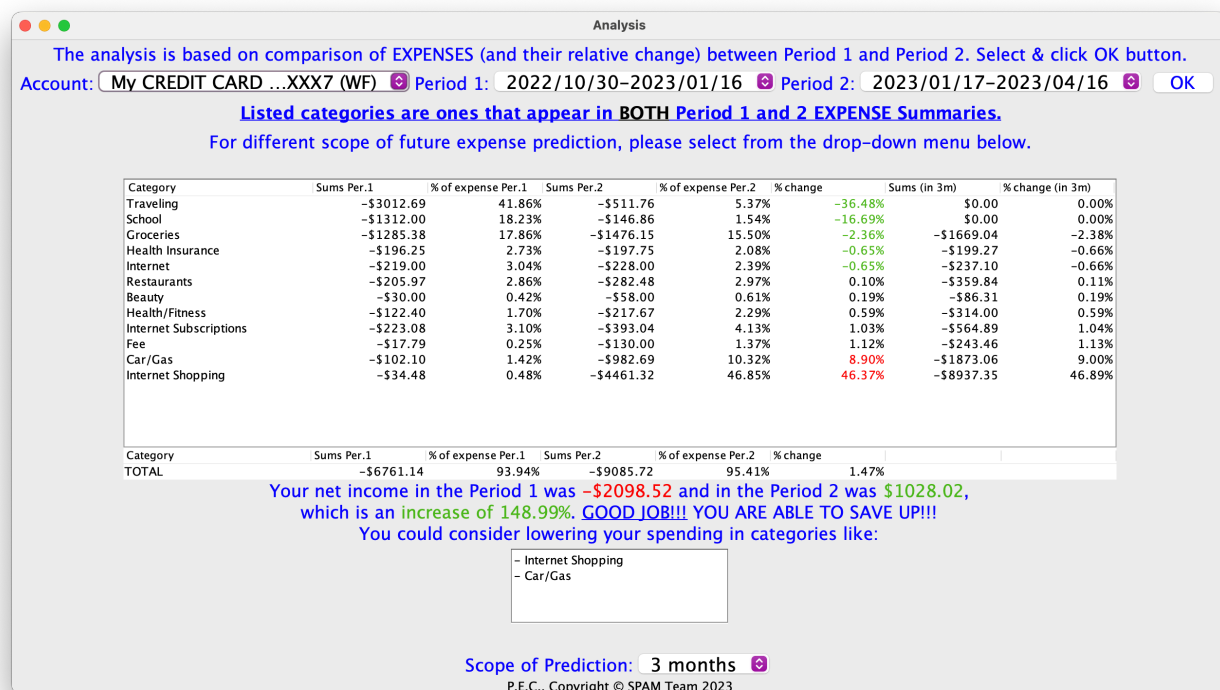 Analysis
The analysis is based on comparison of EXPENSES (and their relative change) between Period 1 and Period 2. Select & click OK button.
Account: My CREDIT CARD ...XXX7 (WF) Period 1: 2022/10/30-2023/01/16 Period 2: 2023/01/17-2023/04/16 OK
Listed categories are ones that appear in BOTH Period 1 and 2 EXPENSE Summaries.
For different scope of future expense prediction, please select from the drop-down menu below.
Category Sums Per.1 % of expense Per.1 Sums Per.2 % of expense Per.2 % change Sums (in 3m) % change (in 3m)
Traveling -$3012.69 41.86% -$511.76 5.37% -36.48% $0.00 0.00%
School -$1312.00 18.23% -$146.86 1.54% -16.69% $0.00 0.00%
Groceries -$1285.38 17.86% -$1476.15 15.50% -2.36% -$1669.04 -2.38%
Health Insurance -$196.25 2.73% -$197.75 2.08% -0.65% -$199.27 -0.66%
Internet -$219.00 3.04% -$228.00 2.39% -0.65% -$237.10 -0.66%
Restaurants -$205.97 2.86% -$282.48 2.97% 0.10% -$359.84 0.11%
Beauty -$30.00 0.42% -$58.00 0.61% 0.19% -$86.31 0.19%
Health/Fitness -$122.40 1.70% -$217.67 2.29% 0.59% -$314.00 0.59%
Internet Subscriptions -$223.08 3.10% -$393.04 4.13% 1.03% -$564.89 1.04%
Fee -$17.79 0.25% -$130.00 1.37% 1.12% -$243.46 1.13%
Car/Gas -$102.10 1.42% -$982.69 10.32% 8.90% -$1873.06 9.00%
Internet Shopping -$34.48 0.48% -$4461.32 46.85% 46.37% -$8937.35 46.89%
Category Sums Per.1 % of expense Per.1 Sums Per.2 % of expense Per.2 % change
TOTAL -$6761.14 93.94% -$9085.72 95.41% 1.47%
Your net income in the Period 1 was -$2098.52 and in the Period 2 was $1028.02,
which is an increase of 148.99%. GOOD JOB!!! YOU ARE ABLE TO SAVE UP!!!
You could consider lowering your spending in categories like:
- Internet Shopping
- Car/Gas
Scope of Prediction: 3 months
P.E.C., Copyright © SPAM Team 2023